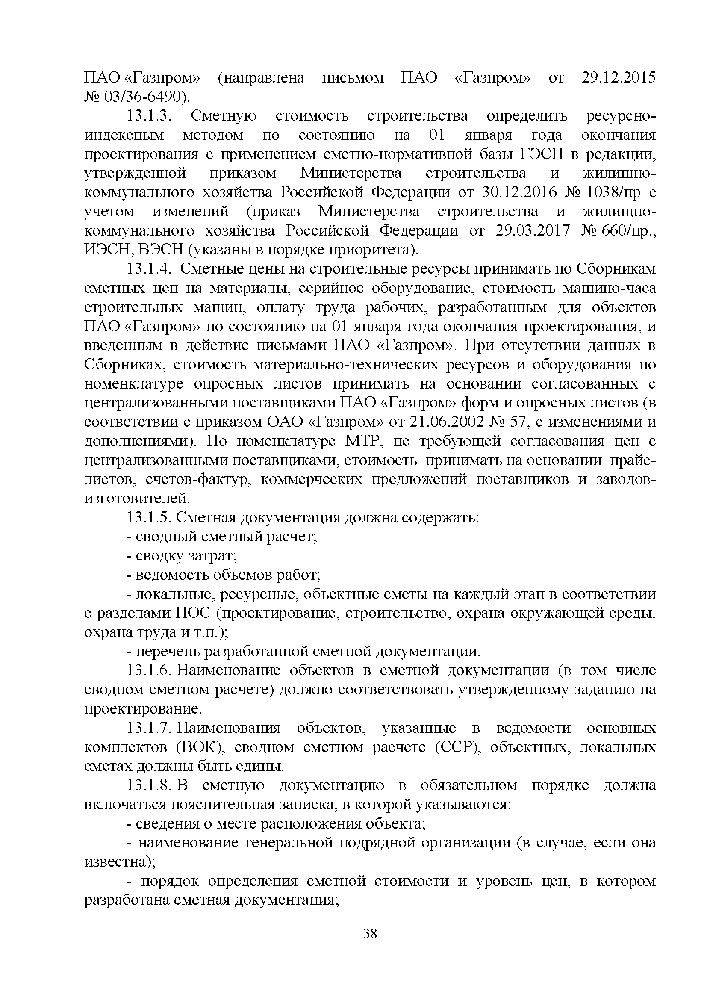 ПАО «Газпром» (направлена письмом ПАО «Газпром» от 29.12.2015
№ 03/36-6490).
13.1.3. Сметную стоимость строительства определить ресурсно-
индексным методом по состоянию на 01 января года окончания
проектирования с применением сметно-нормативной базы ГЭСН в редакции,
утвержденной приказом Министерства строительства и жилищно-
коммунального хозяйства Российской Федерации от 30.12.2016 № 1038/пр с
учетом изменений (приказ Министерства строительства и жилищно-
коммунального хозяйства Российской Федерации от 29.03.2017 № 660/пр.,
ИЭСН, ВЭСН (указаны в порядке приоритета).
13.1.4. Сметные цены на строительные ресурсы принимать по Сборникам
сметных цен на материалы, серийное оборудование, стоимость машино-часа
строительных машин, оплату труда рабочих, разработанным для объектов
ПАО «Газпром» по состоянию на 01 января года окончания проектирования, и
введенным в действие письмами ПАО «Газпром». При отсутствии данных в
Сборниках, стоимость материально-технических ресурсов и оборудования по
номенклатуре опросных листов принимать на основании согласованных с
централизованными поставщиками ПАО «Газпром» форм и опросных листов (в
соответствии с приказом ОАО «Газпром» от 21.06.2002 № 57, с изменениями и
дополнениями). По номенклатуре МТР, не требующей согласования цен с
централизованными поставщиками, стоимость принимать на основании прайс-
листов, счетов-фактур, коммерческих предложений поставщиков и заводов-
изготовителей.
13.1.5. Сметная документация должна содержать:
- сводный сметный расчет;
- сводку затрат;
- ведомость объемов работ;
- локальные, ресурсные, объектные сметы на каждый этап в соответствии
с разделами ПОС (проектирование, строительство, охрана окружающей среды,
охрана труда и т.п.);
- перечень разработанной сметной документации.
13.1.6. Наименование объектов в сметной документации (в том числе
сводном сметном расчете) должно соответствовать утвержденному заданию на
проектирование.
13.1.7. Наименования объектов, указанные в ведомости основных
комплектов (ВОК), сводном сметном расчете (ССР), объектных, локальных
сметах должны быть едины.
13.1.8. В сметную документацию в обязательном порядке должна
включаться пояснительная записка, в которой указываются:
- сведения о месте расположения объекта;
- наименование генеральной подрядной организации (в случае, если она
известна);
- порядок определения сметной стоимости и уровень цен, в котором
разработана сметная документация;
38